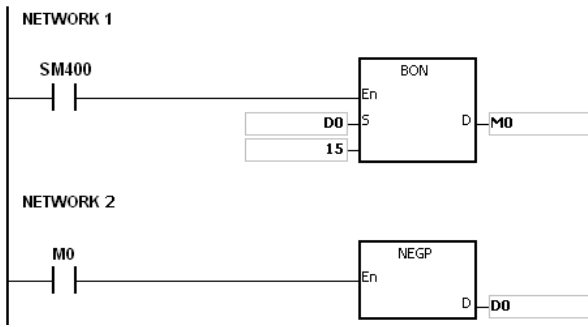 NETWORK 1
SM400
BON
En
D0 S D M0
15
NETWORK 2
M0
NEGP
En
D D0